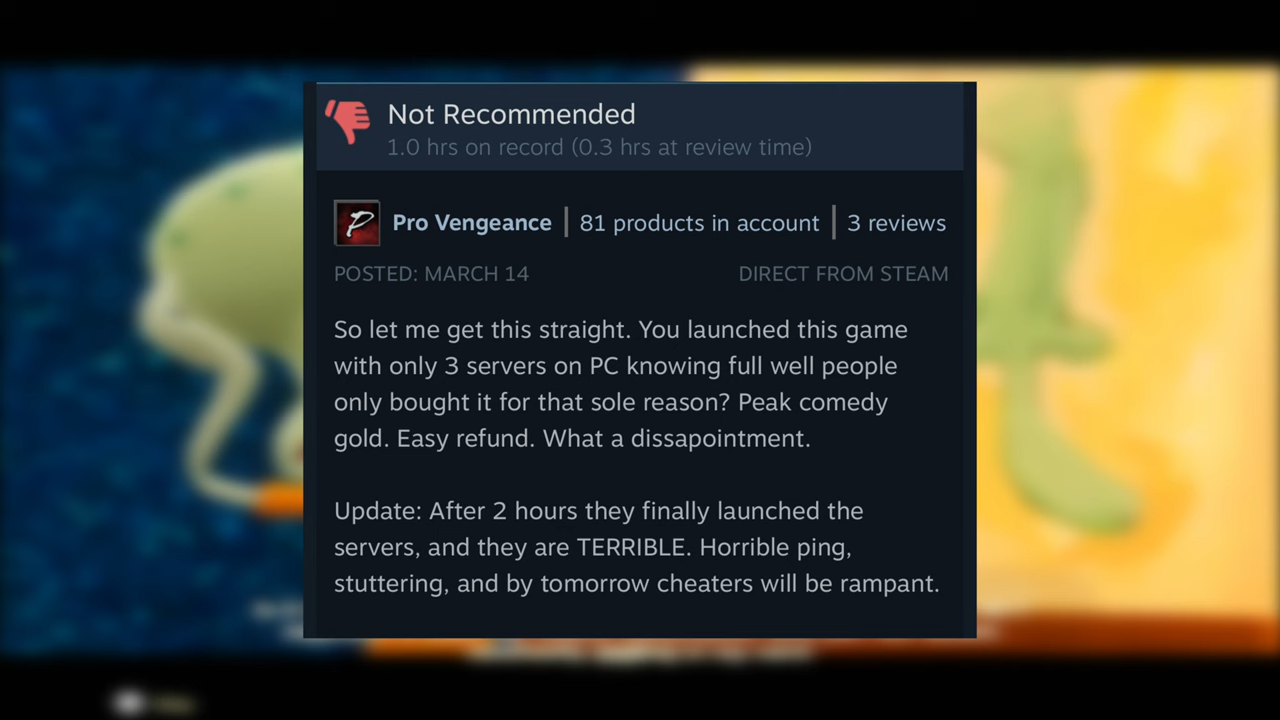 Not Recommended
1.0 hrs on record (0.3 hrs at review time)
Pro Vengeance | 81 products in account | 3 reviews
POSTED: MARCH 14 DIRECT FROM STEAM
So let me get this straight. You launched this game
with only 3 servers on PC knowing full well people
only bought it for that sole reason? Peak comedy
gold. Easy refund. What a dissapointment.
Update: After 2 hours they finally launched the
servers, and they are TERRIBLE. Horrible ping,
stuttering, and by tomorrow cheaters will be rampant.